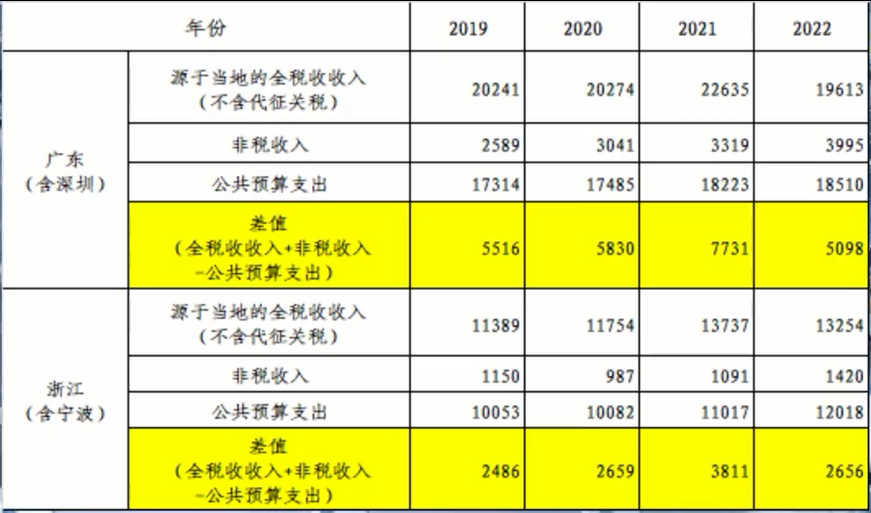 年份 2019 2020 2021 2022
广东
(含深圳)
源于当地的全税收收入
(不含代征关税)
20241 20274 22635 19613
非税收入 2589 3041 3319 3995
公共预算支出 17314 17485 18223 18510
差值
(全税收收入+非税收入
-公共预算支出)
5516 5830 7731 5098
浙江
(含宁波)
源于当地的全税收收入
(不含代征关税)
11389 11754 13737 13254
非税收入 1150 987 1091 1420
公共预算支出 10053 10082 11017 12018
差值
(全税收收入+非税收入
-公共预算支出)
2486 2659 3811 2656